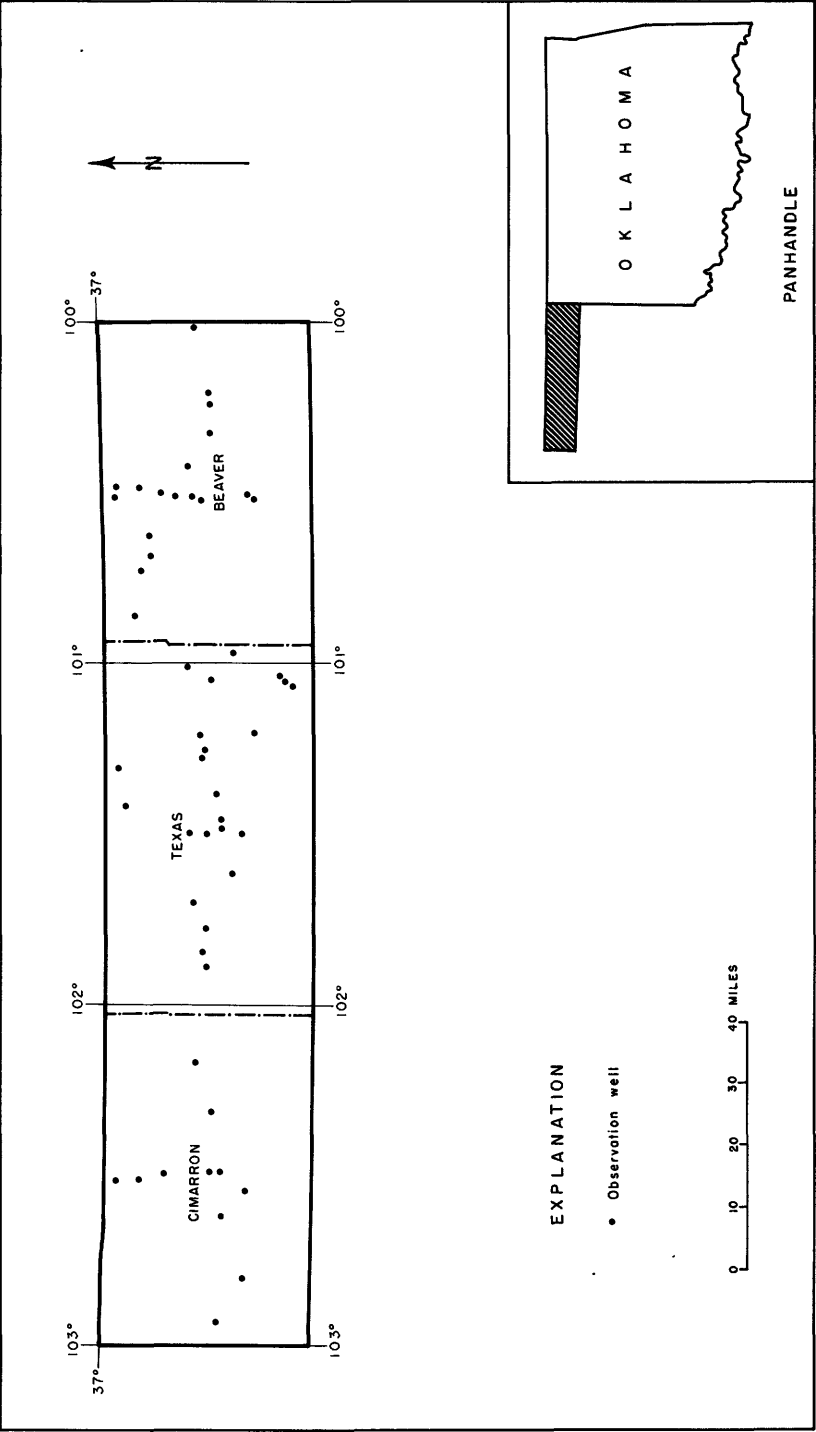 103°
102°
101°
100°
37°
37°
CIMARRON
TEXAS
BEAVER
103°
102°
101°
100°
N
EXPLANATION
• Observation well
0 10 20 30 40 MILES
OKLAHOMA
PANHANDLE